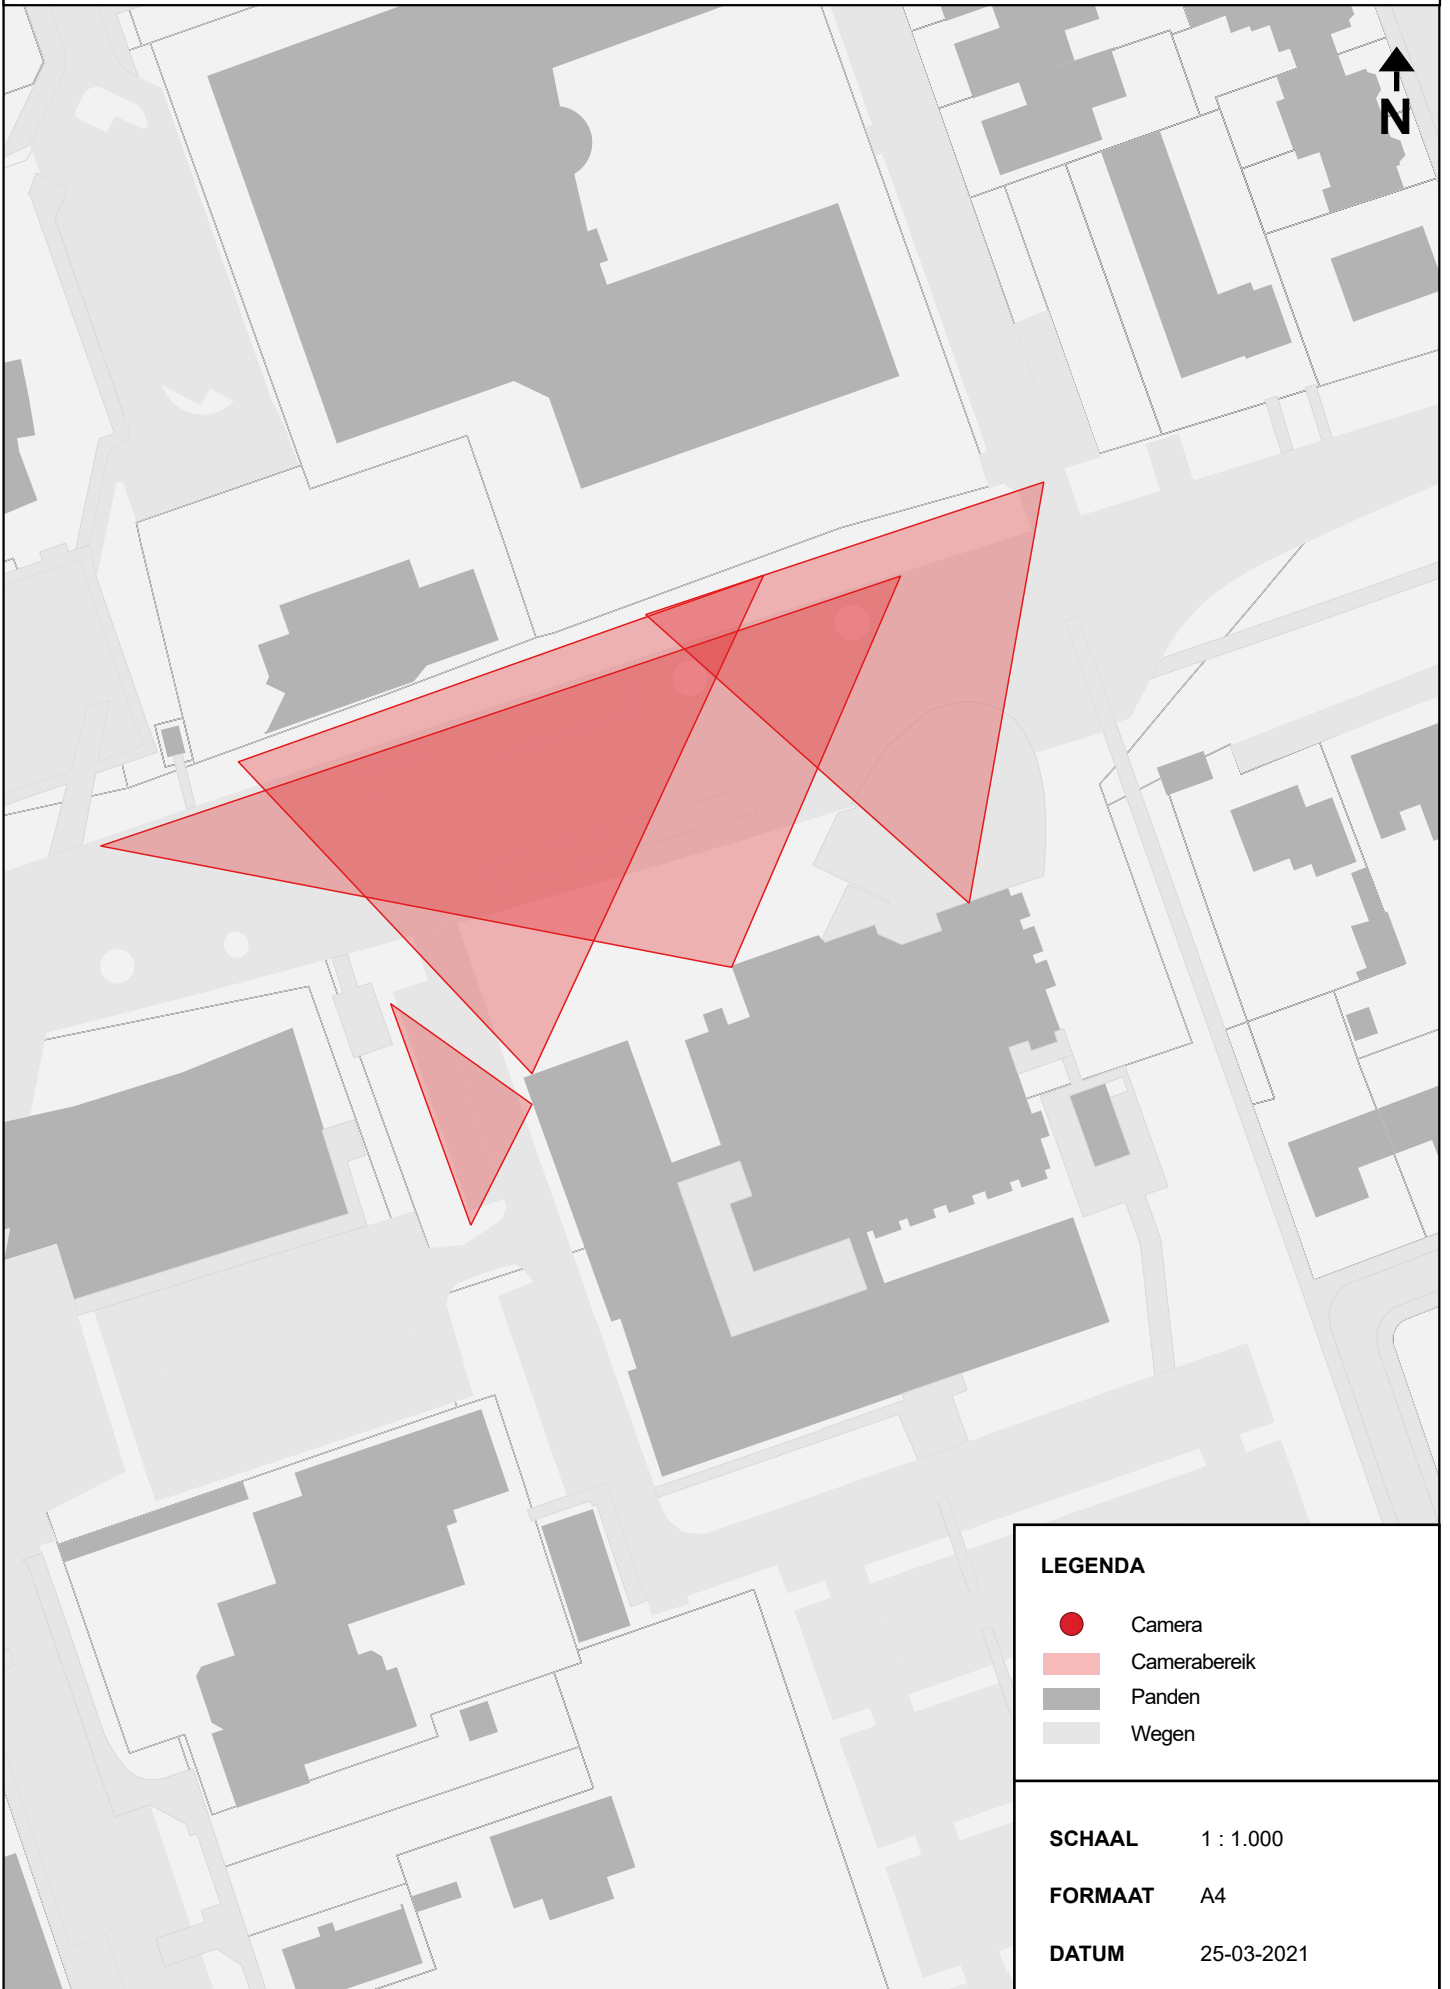 N
LEGENDA
Camera
Camerabereik
Panden
Wegen
SCHAAL 1 : 1.000
FORMAAT A4
DATUM 25-03-2021